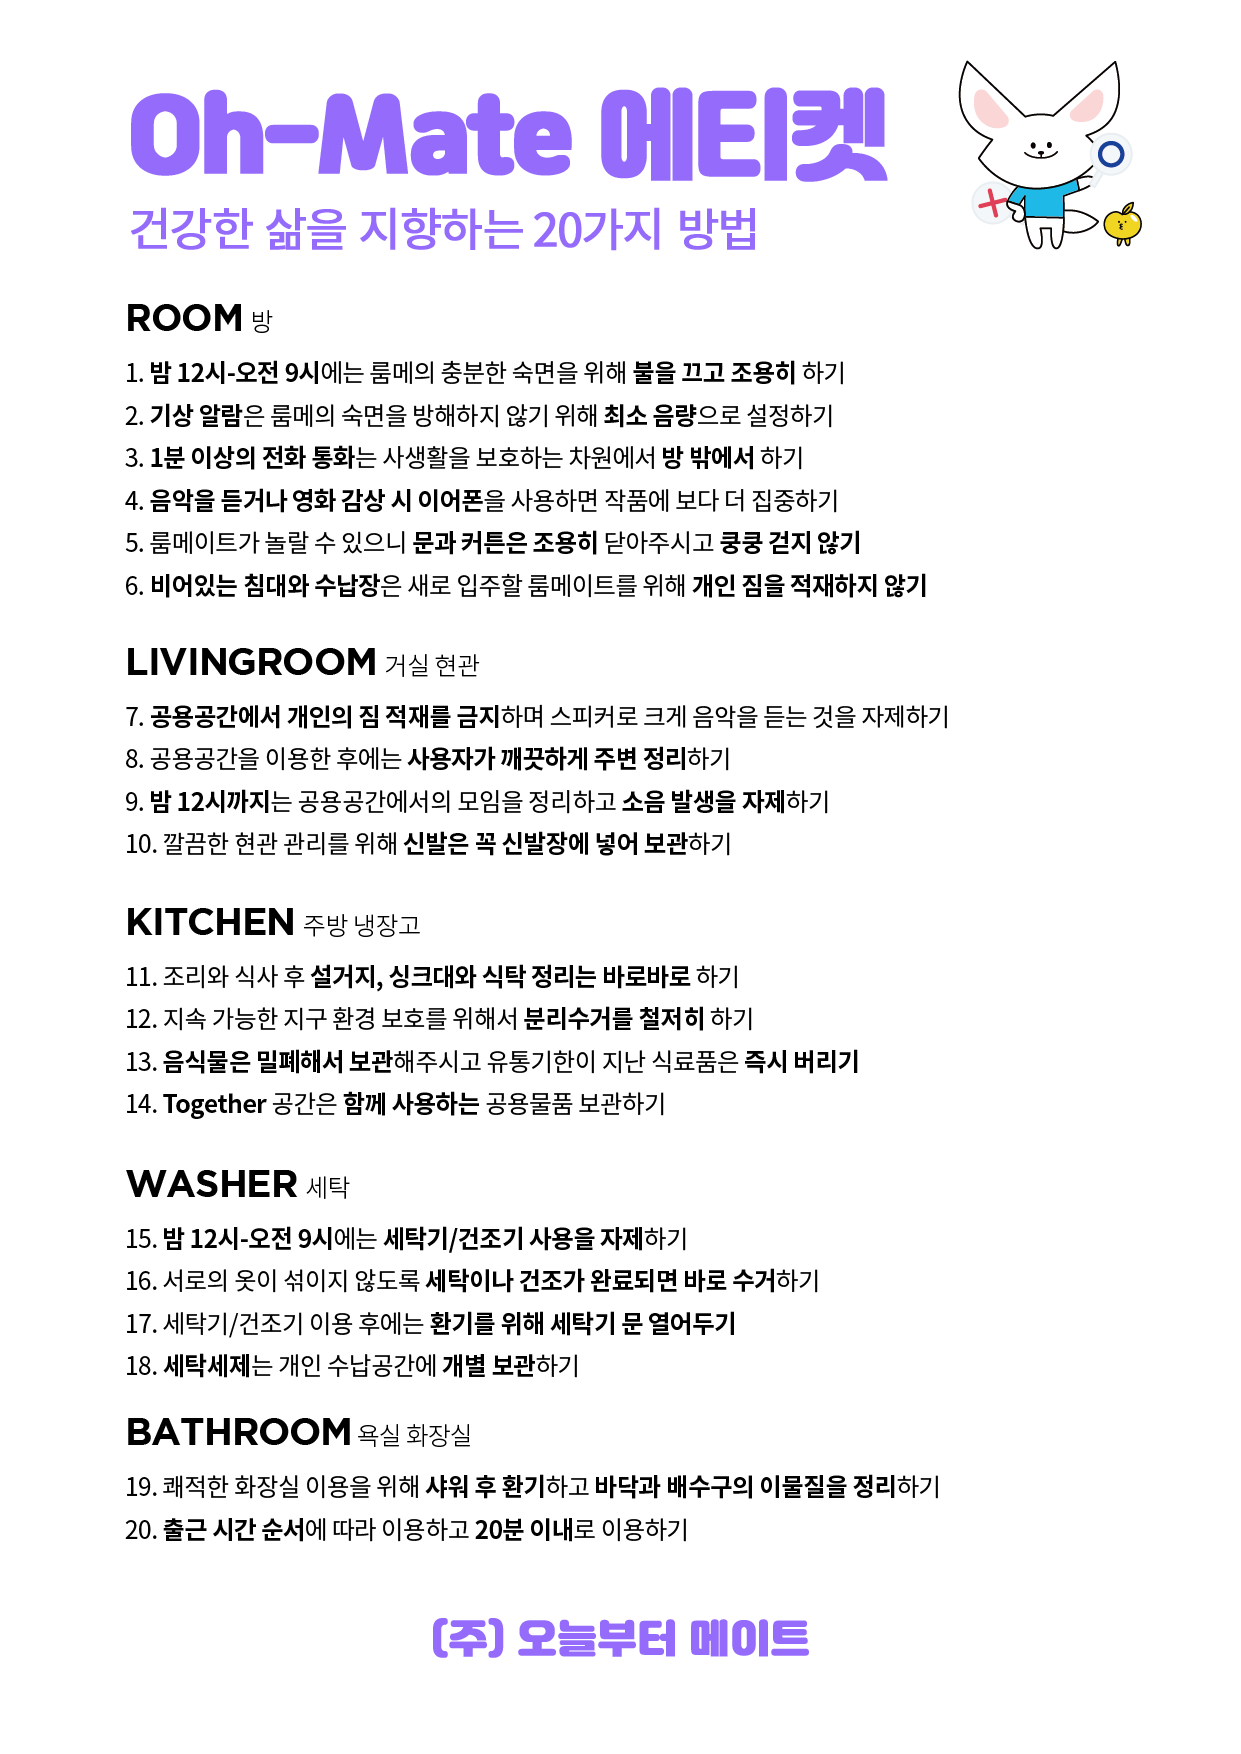 Oh-Mate 에티켓
건강한 삶을 지향하는 20가지 방법
ROOM 방
1. 밤 12시-오전 9시에는 룸메의 충분한 숙면을 위해 불을 끄고 조용히 하기
2. 기상 알람은 룸메의 숙면을 방해하지 않기 위해 최소 음량으로 설정하기
3. 1분 이상의 전화 통화는 사생활을 보호하는 차원에서 방 밖에서 하기
4. 음악을 듣거나 영화 감상 시 이어폰을 사용하면 작품에 보다 더 집중하기
5. 룸메이트가 놀랄 수 있으니 문과 커튼은 조용히 닫아주시고 쿵쿵 걷지 않기
6. 비어있는 침대와 수납장은 새로 입주할 룸메이트를 위해 개인 짐을 적재하지 않기
LIVINGROOM 거실 현관
7. 공용공간에서 개인의 짐 적재를 금지하며 스피커로 크게 음악을 듣는 것을 자제하기
8. 공용공간을 이용한 후에는 사용자가 깨끗하게 주변 정리하기
9. 밤 12시까지는 공용공간에서의 모임을 정리하고 소음 발생을 자제하기
10. 깔끔한 현관 관리를 위해 신발은 꼭 신발장에 넣어 보관하기
KITCHEN 주방 냉장고
11. 조리와 식사 후 설거지, 싱크대와 식탁 정리는 바로바로 하기
12. 지속 가능한 지구 환경 보호를 위해서 분리수거를 철저히 하기
13. 음식물은 밀폐해서 보관해주시고 유통기한이 지난 식료품은 즉시 버리기
14. Together 공간은 함께 사용하는 공용물품 보관하기
WASHER 세탁
15. 밤 12시-오전 9시에는 세탁기/건조기 사용을 자제하기
16. 서로의 옷이 섞이지 않도록 세탁이나 건조가 완료되면 바로 수거하기
17. 세탁기/건조기 이용 후에는 환기를 위해 세탁기 문 열어두기
18. 세탁세제는 개인 수납공간에 개별 보관하기
BATHROOM 욕실 화장실
19. 쾌적한 화장실 이용을 위해 샤워 후 환기하고 바닥과 배수구의 이물질을 정리하기
20. 출근 시간 순서에 따라 이용하고 20분 이내로 이용하기
(주) 오늘부터 메이트